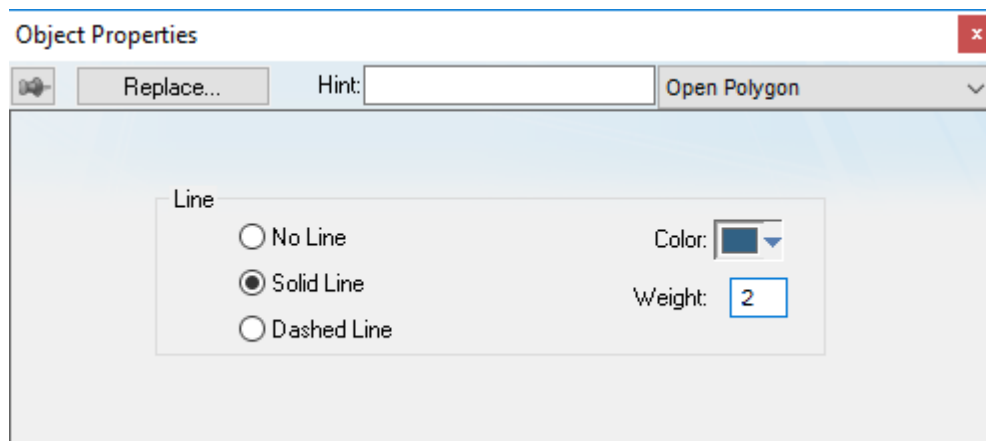 Object Properties
x
Replace... Hint: Open Polygon
Line
No Line Color:
Solid Line
Weight: 2
Dashed Line